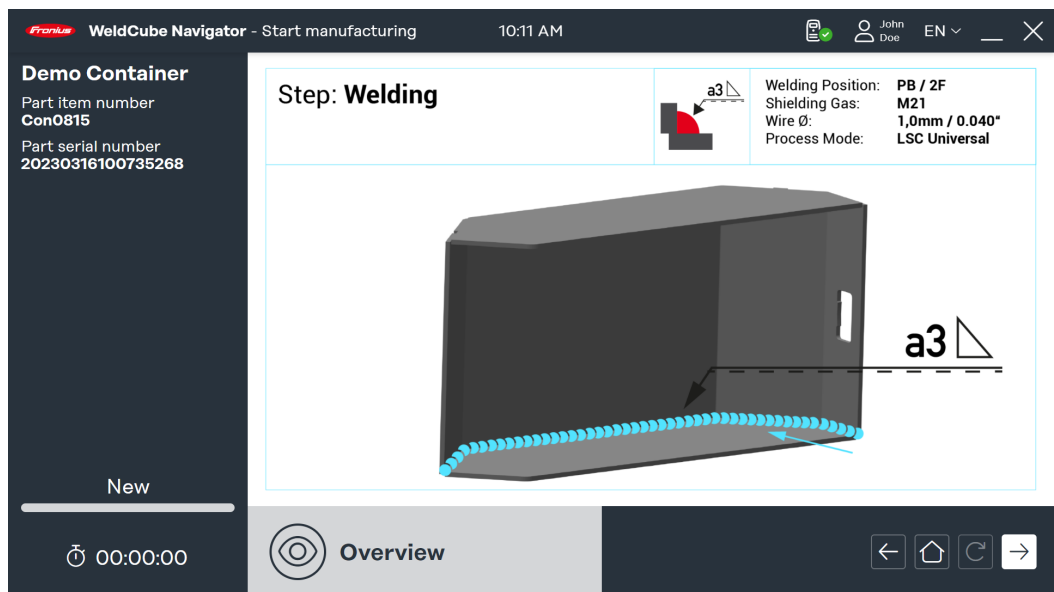 Fronius WeldCube Navigator - Start manufacturing 10:11 AM John Doe EN
Demo Container
Part item number
Con0815
Part serial number
20230316100735268
New
00:00:00
Step: Welding
a3
Welding Position: PB / 2F
Shielding Gas: M21
Wire Ø: 1,0mm / 0.040“
Process Mode: LSC Universal
a3
Overview